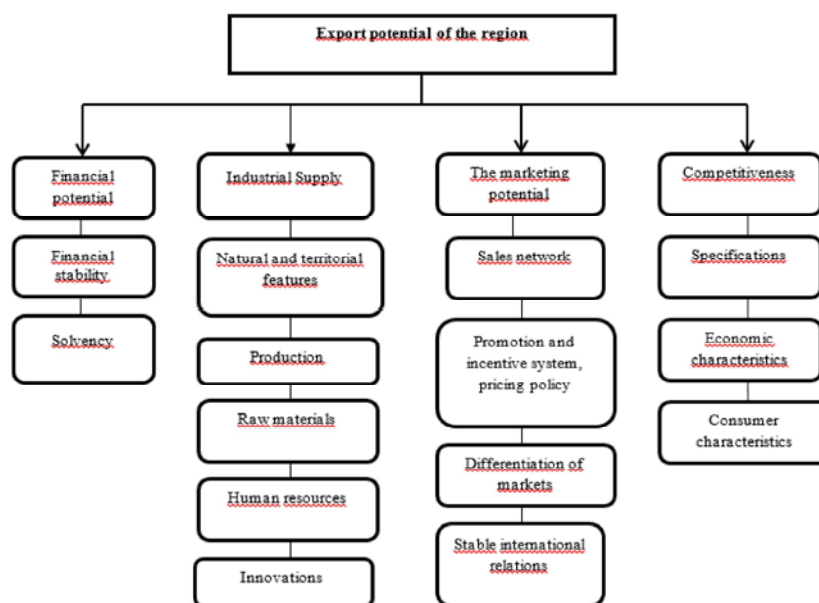 Export potential of the region
Financial
potential
Financial
stability
Solvency
Industrial Supply
Natural and territorial
features
Production
Raw materials
Human resources
Innovations
The marketing
potential
Sales network
Promotion and
incentive system,
pricing policy
Differentiation of
markets
Stable international
relations
Competitiveness
Specifications
Economic
characteristics
Consumer
characteristics